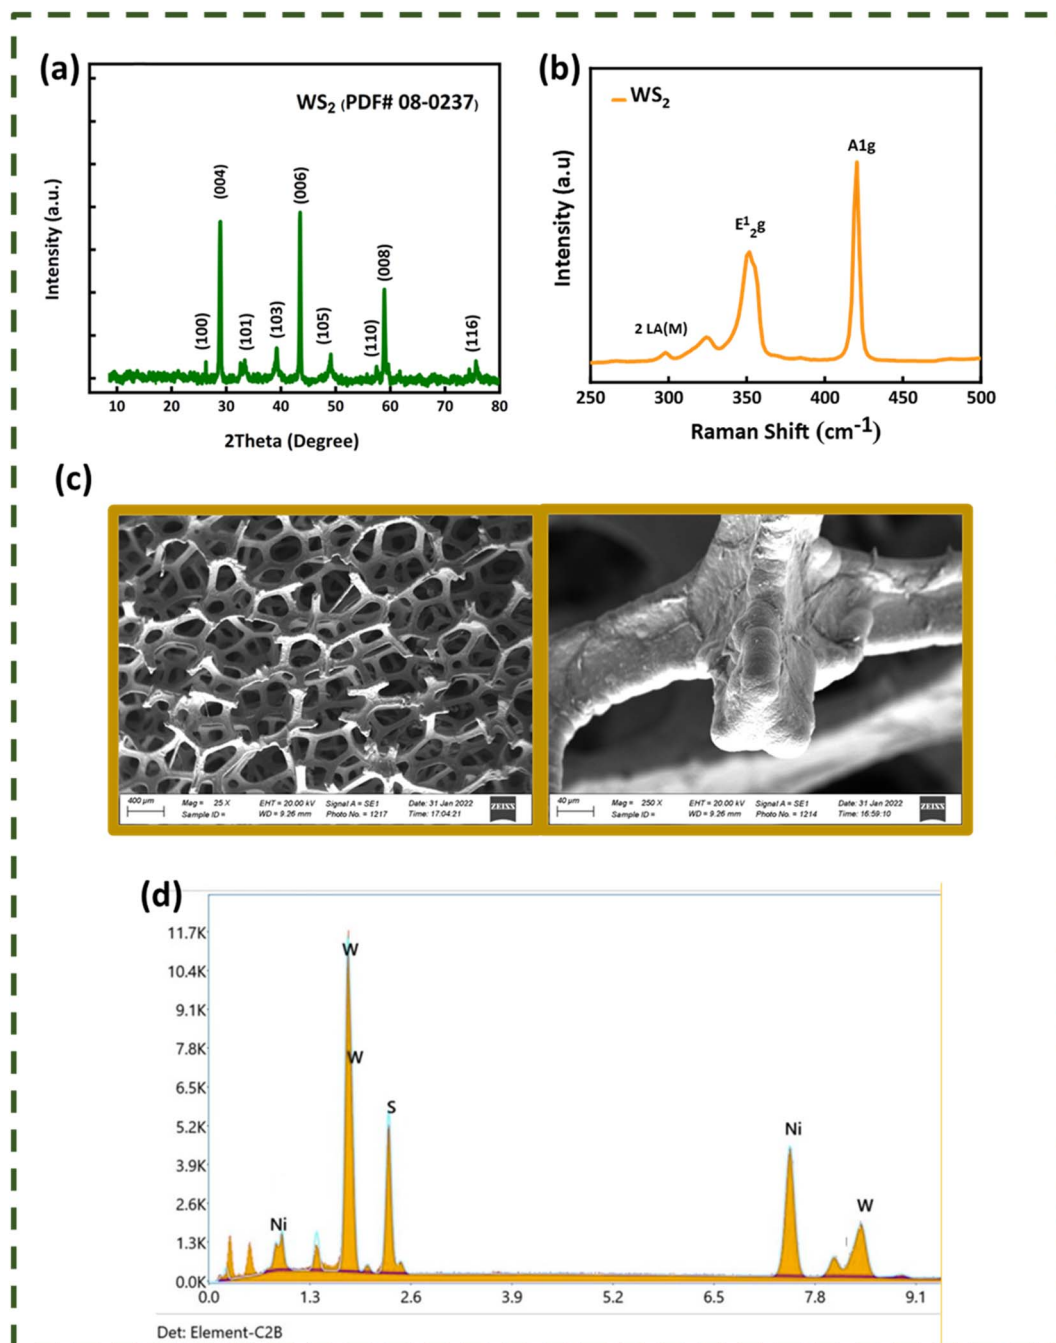 (a)
WS2 (PDF# 08-0237)
Intensity (a.u.)
(100)
(004)
(101)
(103)
(006)
(105)
(110)
(008)
(116)
10 20 30 40 50 60 70 80
2Theta (Degree)
(b)
WS2
Intensity (a.u)
2 LA(M)
E¹2g
A1g
250 300 350 400 450 500
Raman Shift (cm-1)
(c)
400 µm
Mag = 25 X EHT = 20.00 kV Signal A = SE1 Date: 31 Jan 2022
Sample ID = WD = 9.26 mm Photo No. = 1217 Time: 17:04:21
ZEISS
40 µm
Mag = 250 X EHT = 20.00 kV Signal A = SE1 Date: 31 Jan 2022
Sample ID = WD = 9.26 mm Photo No. = 1214 Time: 16:59:10
ZEISS
(d)
11.7K
10.4K
9.1K
7.8K
6.5K
5.2K
3.9K
2.6K
1.3K
0.0K
W
W
S
Ni
Ni
W
0.0 1.3 2.6 3.9 5.2 6.5 7.8 9.1
Det: Element-C2B